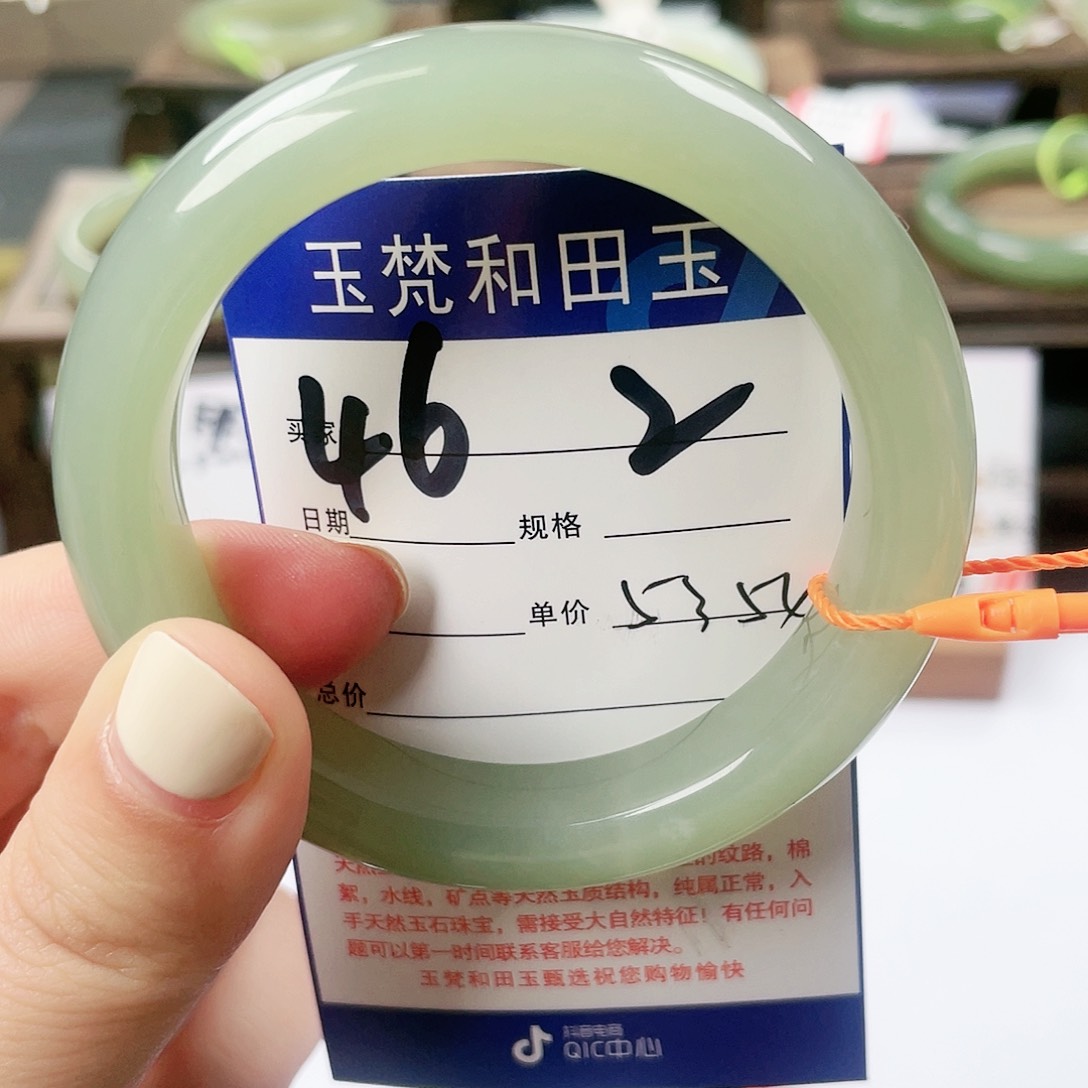 玉梵和田玉
46 2
买家
日期 规格
单价
总价
的纹路，棉
絮，水线，矿点等天然玉质结构，纯属正常，入
手天然玉石珠宝，需接受大自然特征！有任何问
题可以第一时间联系客服给您解决。
玉梵和田玉甄选祝您购物愉快
抖音电商
QIC中心